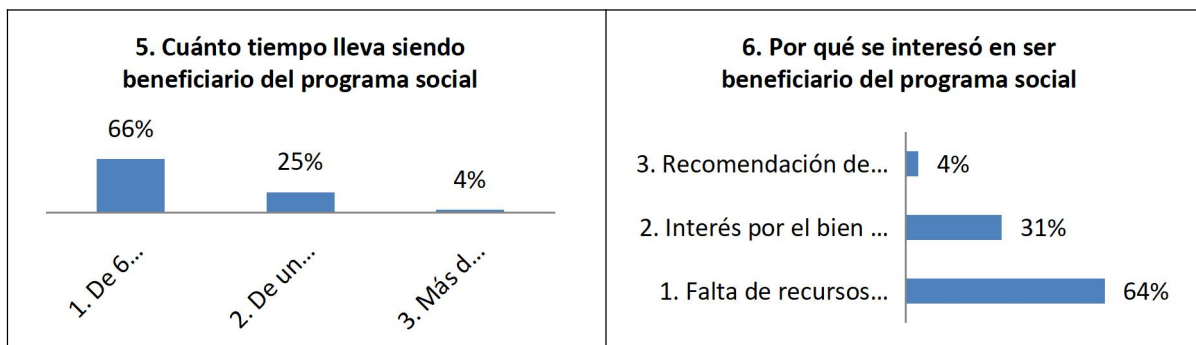 5. Cuánto tiempo lleva siendo
beneficiario del programa social
66%
25%
4%
1. De 6...
2. De un...
3. Más d...
6. Por qué se interesó en ser
beneficiario del programa social
3. Recomendación de...
4%
2. Interés por el bien ...
31%
1. Falta de recursos...
64%